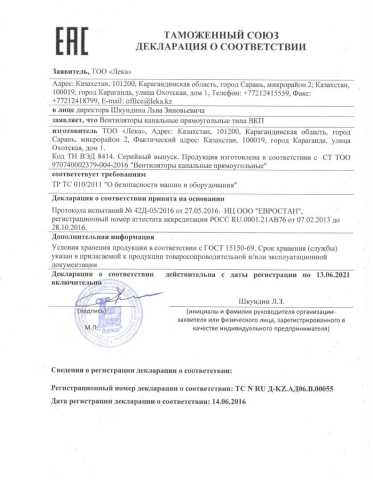 EAC
ТАМОЖЕННЫЙ СОЮЗ
ДЕКЛАРАЦИЯ О СООТВЕТСТВИИ
Заявитель, ТОО «Лека»
Адрес: Казахстан, 101200, Карагандинская область, город Сарань, микрорайон 2; Казахстан,
100019, город Караганда, улица Охотская, дом 1, Телефон: +77212415559, Факс:
+77212418799, E-mail: office@leka.kz
в лице директора Шкундина Льва Зиновьевича
заявляет, что Вентиляторы канальные прямоугольные типа ВКП
изготовитель ТОО «Лека», Адрес: Казахстан, 101200, Карагандинская область, город
Сарань, микрорайон 2, Фактический адрес: Казахстан, 100019, город Караганда, улица
Охотская, дом 1.
Код ТН ВЭД 8414. Серийный выпуск. Продукция изготовлена в соответствии с СТ ТОО
970740002379-004-2016 "Вентиляторы канальные прямоугольные"
соответствует требованиям
ТР ТС 010/2011 "О безопасности машин и оборудования"
Декларация о соответствии принята на основании
Протокола испытаний № 42Д-05/2016 от 27.05.2016. ИЦ ООО "ЕВРОСТАН",
регистрационный номер аттестата аккредитации РОСС RU.0001.21АВ76 от 07.02.2013 до
28.10.2016.
Дополнительная информация
Условия хранения продукции в соответствии с ГОСТ 15150-69. Срок хранения (службы)
указан в прилагаемой к продукции товаросопроводительной и/или эксплуатационной
документации
Декларация о соответствии действительна с даты регистрации по 13.06.2021
включительно
Шкундин Л.З.
(подпись)
(инициалы и фамилия руководителя организации-
заявителя или физического лица, зарегистрированного в
качестве индивидуального предпринимателя)
М.П.
Сведения о регистрации декларации о соответствии:
Регистрационный номер декларации о соответствии: ТС N RU Д-KZ.АД06.В.00055
Дата регистрации декларации о соответствии: 14.06.2016